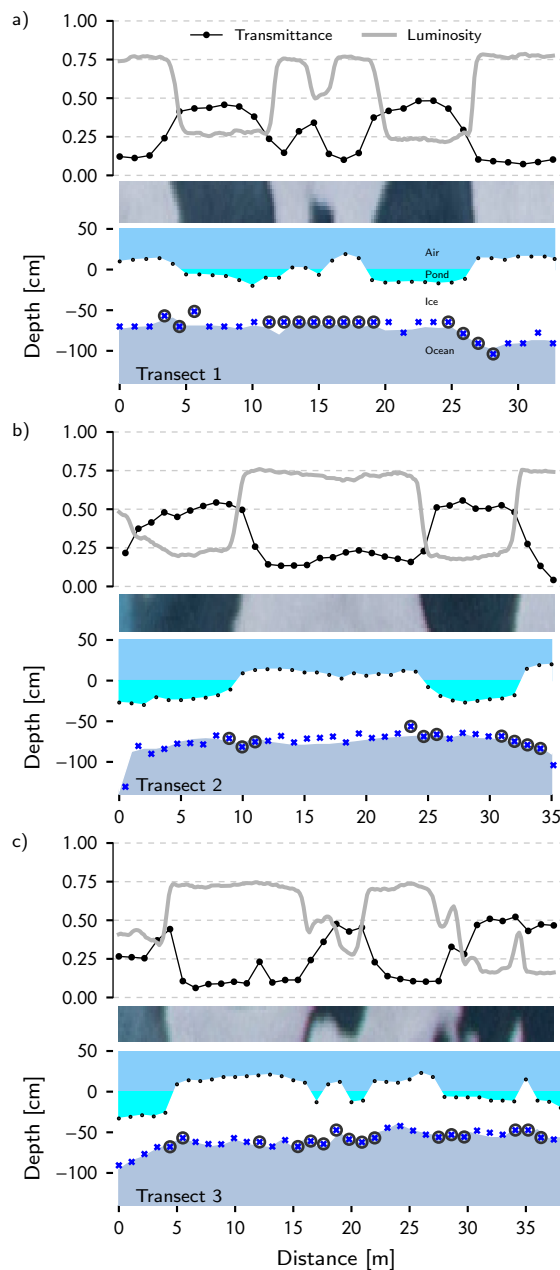 a)
1.00
Transmittance Luminosity
0.75
0.50
0.25
0.00
50
0
−50
−100
Depth [cm]
Air
Pond
Ice
Ocean
Transect 1
0 5 10 15 20 25 30
b)
1.00
0.75
0.50
0.25
0.00
50
0
−50
−100
Depth [cm]
Transect 2
0 5 10 15 20 25 30 35
c)
1.00
0.75
0.50
0.25
0.00
50
0
−50
−100
Depth [cm]
Transect 3
0 5 10 15 20 25 30 35
Distance [m]